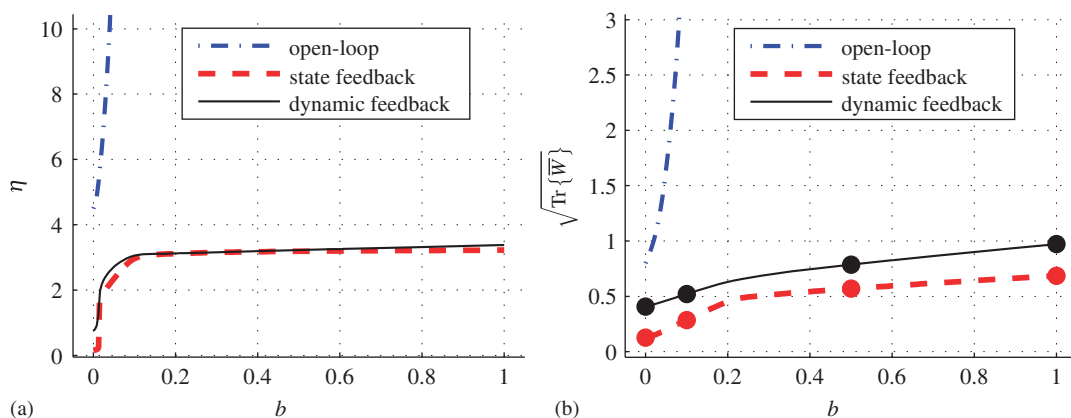 open-loop
state feedback
dynamic feedback
10
8
6
4
2
0
η
0
0.2
0.4
0.6
0.8
1
b
(a)
open-loop
state feedback
dynamic feedback
3
2.5
2
1.5
1
0.5
0
√Tr{W̅}
0
0.2
0.4
0.6
0.8
1
b
(b)